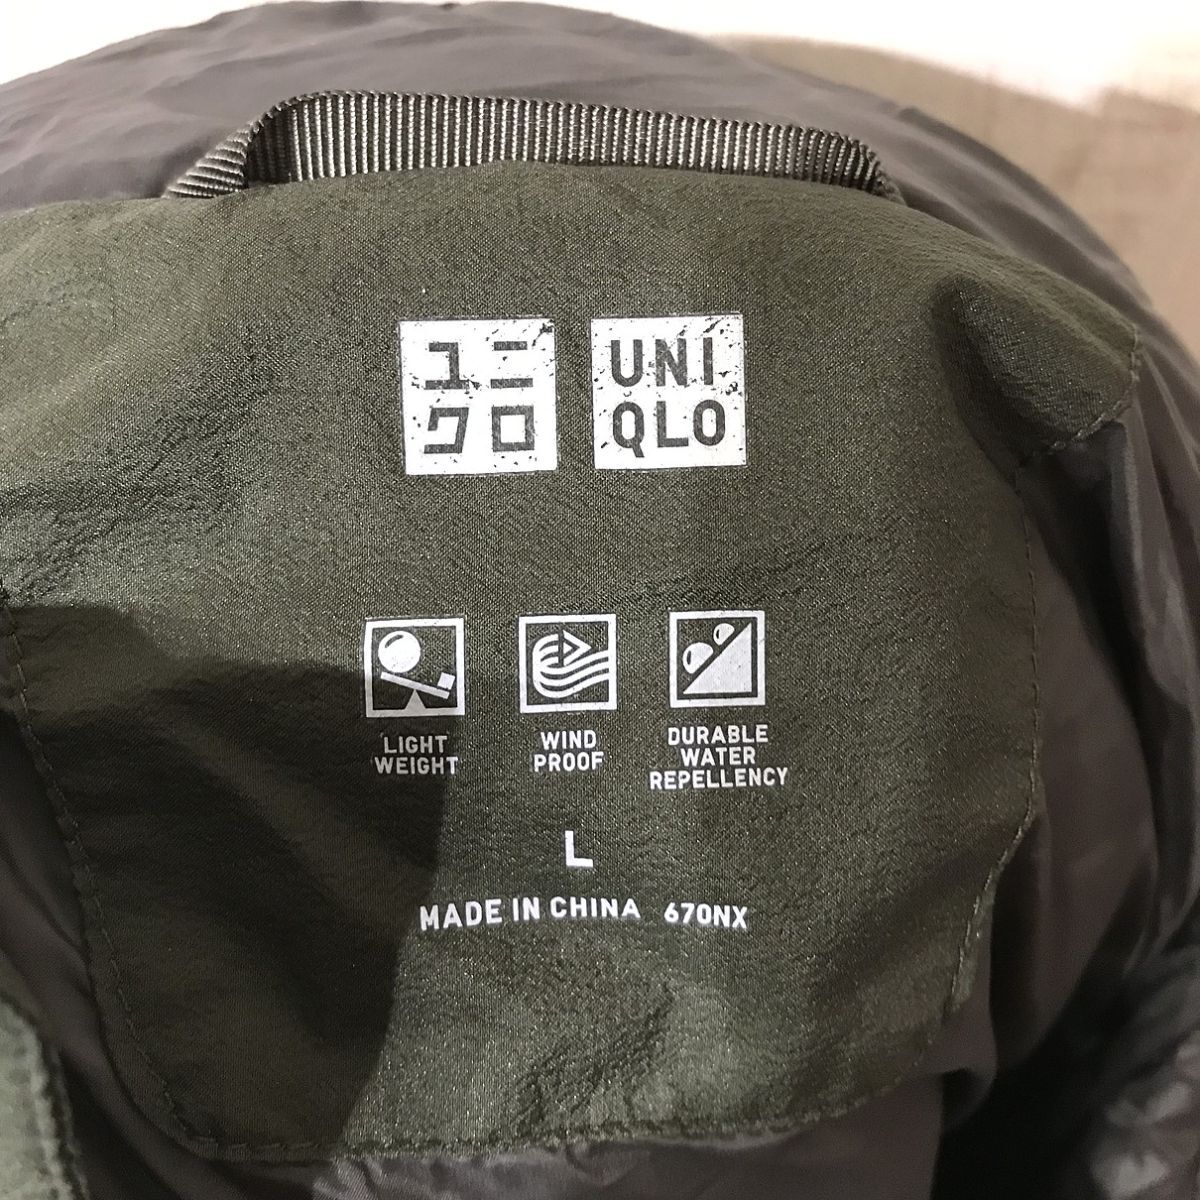 ユニ
クロ
UNI
QLO
LIGHT
WEIGHT
WIND
PROOF
DURABLE
WATER
REPELLENCY
L
MADE IN CHINA 670NX